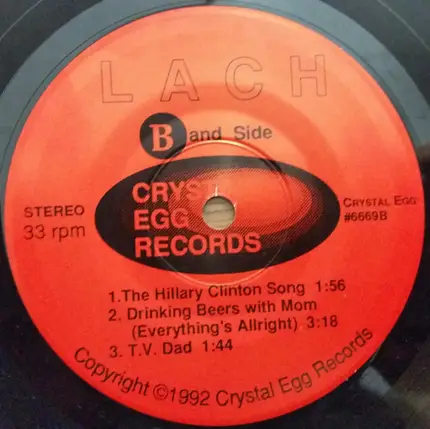 LACH
B and Side
CRYST
EGG
RECORDS
STEREO
33 rpm
CRYSTAL EGG
#6669B
1.The Hillary Clinton Song 1:56
2. Drinking Beers with Mom
(Everything's Allright) 3:18
3. T.V. Dad 1:44
Copyright ©1992 Crystal Egg Records